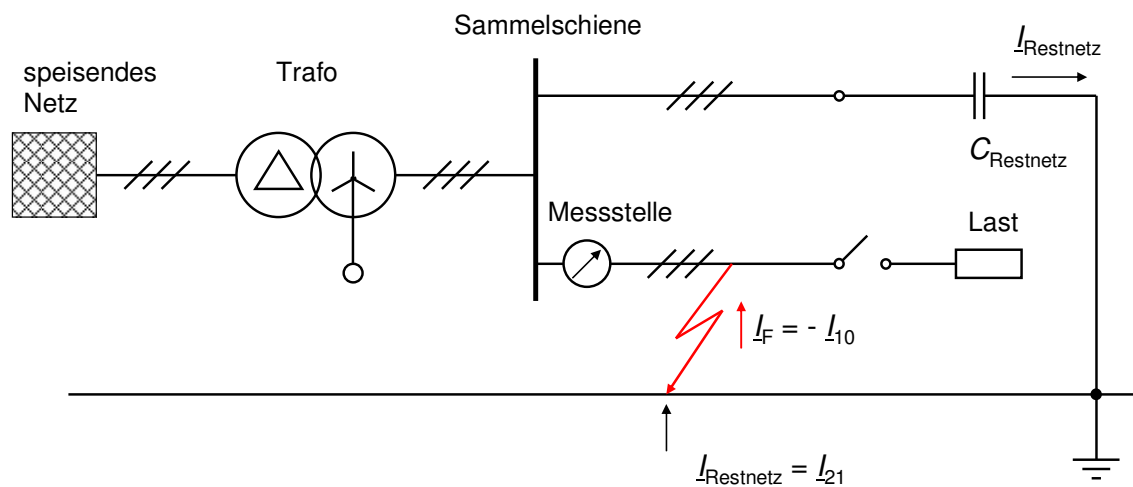 Sammelschiene
I_Restnetz
speisendes
Netz
Trafo
C_Restnetz
Messstelle
Last
I_F = - I_10
I_Restnetz = I_21